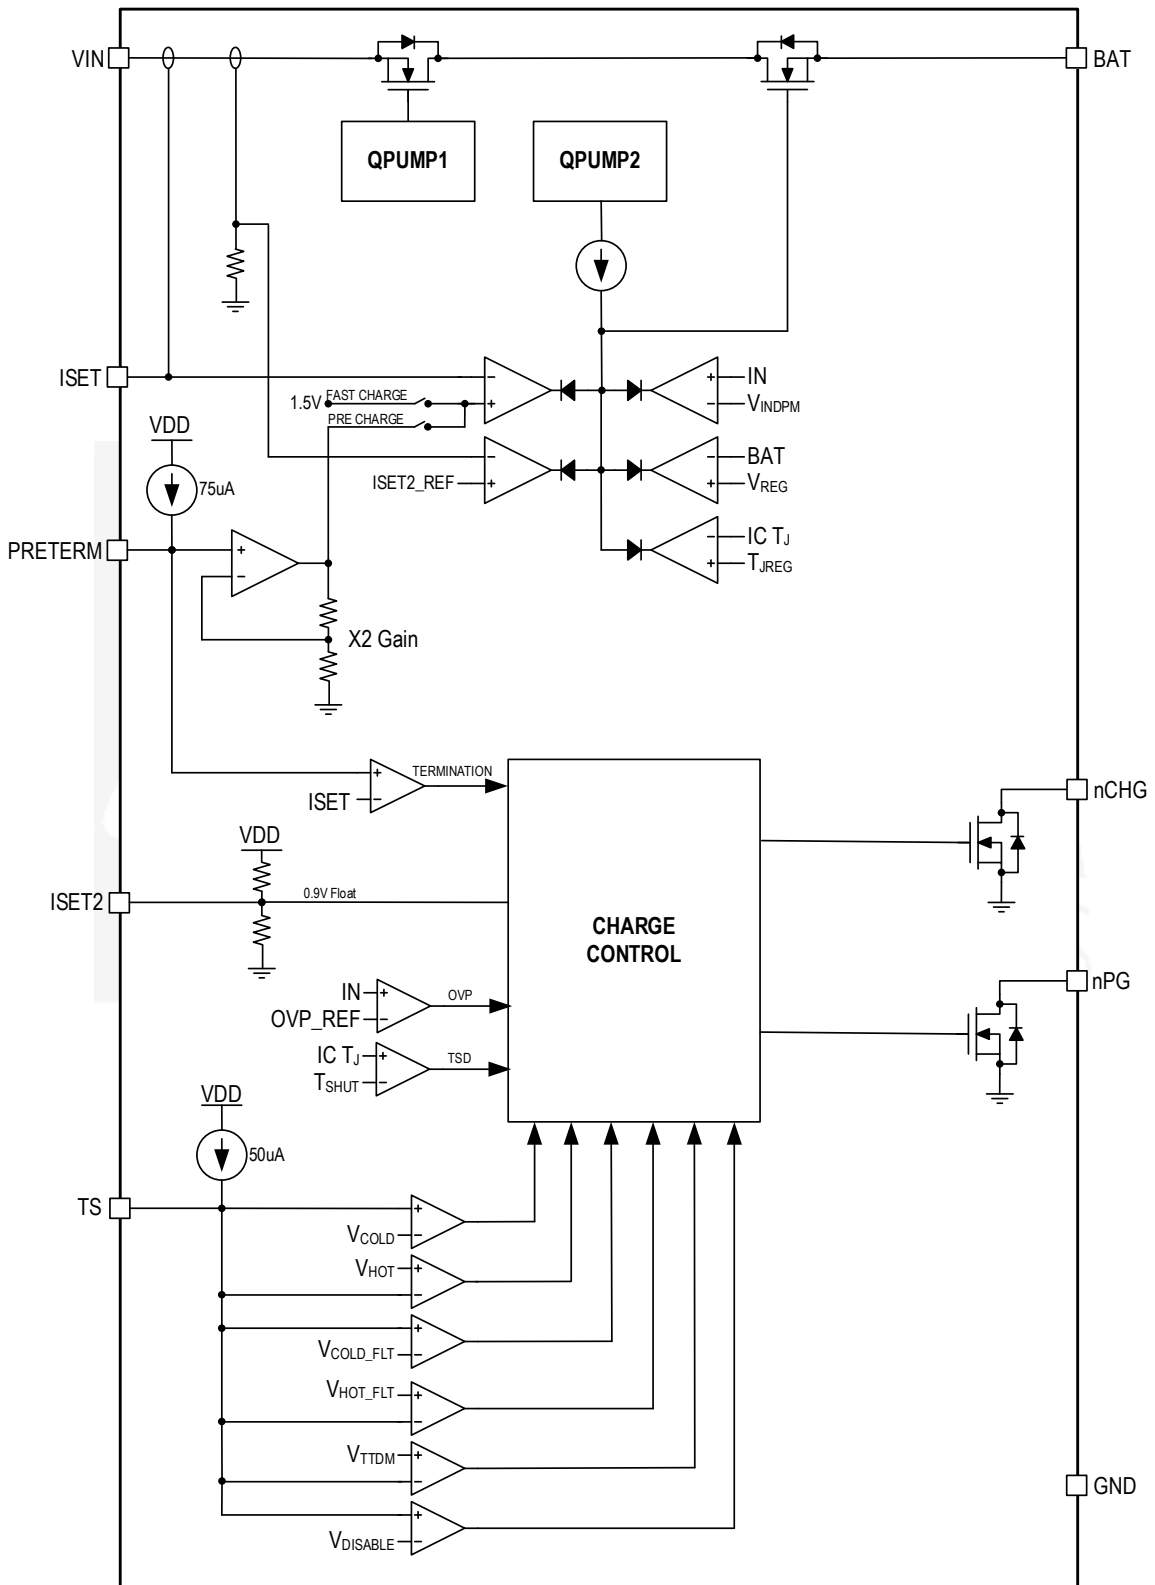 VIN
BAT
QPUMP1
QPUMP2
ISET
1.5V
FAST CHARGE
PRE CHARGE
−
+
+
−
IN
VINDPM
VDD
75uA
ISET2_REF
−
+
−
+
BAT
VREG
PRETERM
+
−
−
+
IC TJ
TJREG
X2 Gain
+
−
ISET
TERMINATION
nCHG
VDD
ISET2
0.9V Float
CHARGE
CONTROL
nPG
IN
OVP_REF
+
−
OVP
IC TJ
TSHUT
+
−
TSD
VDD
50uA
TS
+
−
VCOLD
VHOT
+
−
+
−
VCOLD_FLT
VHOT_FLT
+
−
VTTDM
+
−
GND
+
−
VDISABLE